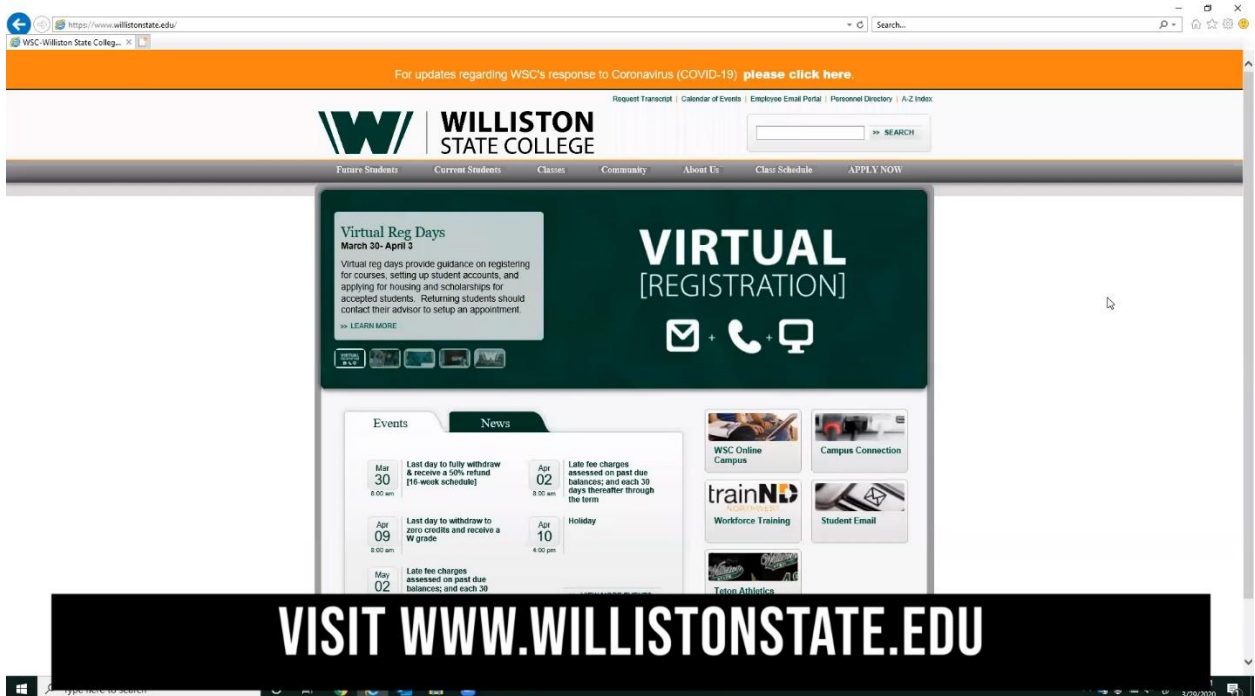 https://www.willistonstate.edu/
Search...
WSC-Williston State Colleg...
For updates regarding WSC's response to Coronavirus (COVID-19) please click here.
Request Transcript | Calendar of Events | Employee Email Portal | Personnel Directory | A-Z Index
W
WILLISTON
STATE COLLEGE
>> SEARCH
Future Students Current Students Classes Community About Us Class Schedule APPLY NOW
Virtual Reg Days
March 30- April 3
Virtual reg days provide guidance on registering
for courses, setting up student accounts, and
applying for housing and scholarships for
accepted students. Returning students should
contact their advisor to setup an appointment.
>> LEARN MORE
VIRTUAL
[REGISTRATION]
+ +
Events
News
Mar
30
8:00 am
Last day to fully withdraw
& receive a 50% refund
[16-week schedule]
Apr
02
8:00 am
Late fee charges
assessed on past due
balances; and each 30
days thereafter through
the term
Apr
09
8:00 am
Last day to withdraw to
zero credits and receive a
W grade
Apr
10
4:00 pm
Holiday
May
02
Late fee charges
assessed on past due
balances; and each 30
WSC Online
Campus
Campus Connection
trainND
NORTHWEST
Workforce Training
Student Email
Teton Athletics
VISIT WWW.WILLISTONSTATE.EDU
Type here to search
3/29/2020